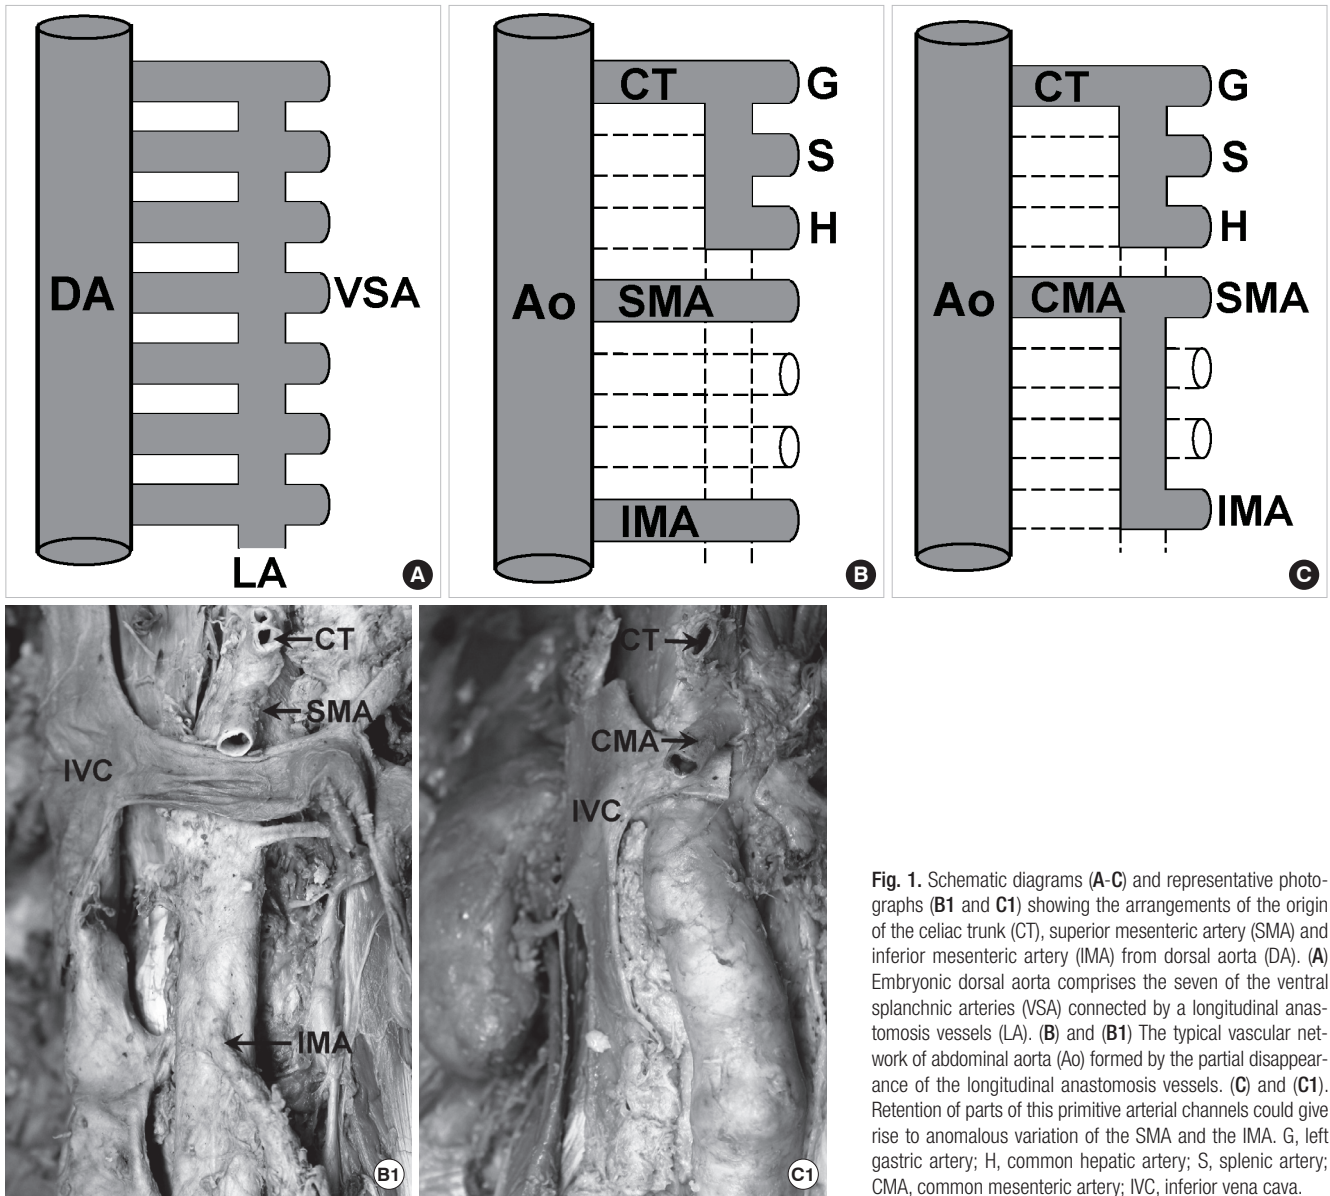 DA
VSA
LA
A
CT
G
S
H
Ao
SMA
IMA
B
CT
G
S
H
Ao
CMA
SMA
IMA
C
CT
SMA
IVC
IMA
B1
CT
CMA
IVC
C1
Fig. 1. Schematic diagrams (A-C) and representative photo-
graphs (B1 and C1) showing the arrangements of the origin
of the celiac trunk (CT), superior mesenteric artery (SMA) and
inferior mesenteric artery (IMA) from dorsal aorta (DA). (A)
Embryonic dorsal aorta comprises the seven of the ventral
splanchnic arteries (VSA) connected by a longitudinal anas-
tomosis vessels (LA). (B) and (B1) The typical vascular net-
work of abdominal aorta (Ao) formed by the partial disappear-
ance of the longitudinal anastomosis vessels. (C) and (C1).
Retention of parts of this primitive arterial channels could give
rise to anomalous variation of the SMA and the IMA. G, left
gastric artery; H, common hepatic artery; S, splenic artery;
CMA, common mesenteric artery; IVC, inferior vena cava.